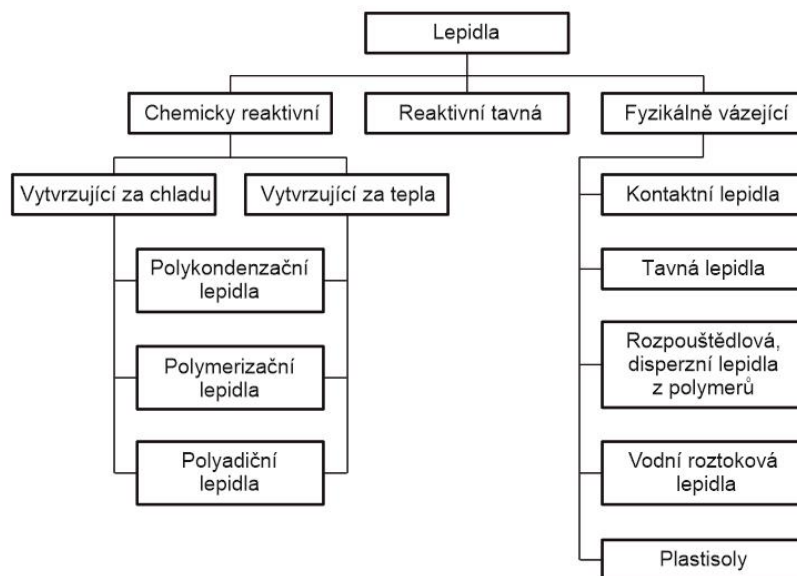 Lepidla
Chemicky reaktivní
Reaktivní tavná
Fyzikálně vázející
Vytvrzující za chladu
Vytvrzující za tepla
Polykondenzační
lepidla
Polymerizační
lepidla
Polyadiční
lepidla
Kontaktní lepidla
Tavná lepidla
Rozpouštědlová,
disperzní lepidla
z polymerů
Vodní roztoková
lepidla
Plastisoly